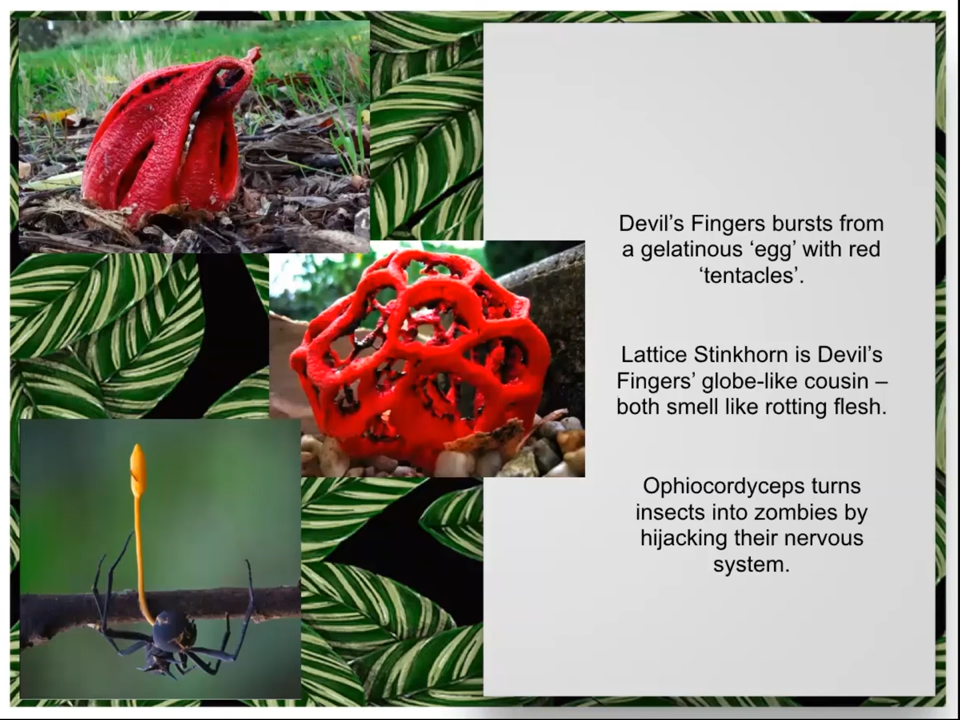 Devil’s Fingers bursts from
a gelatinous ‘egg’ with red
‘tentacles’.
Lattice Stinkhorn is Devil’s
Fingers’ globe-like cousin –
both smell like rotting flesh.
Ophiocordyceps turns
insects into zombies by
hijacking their nervous
system.